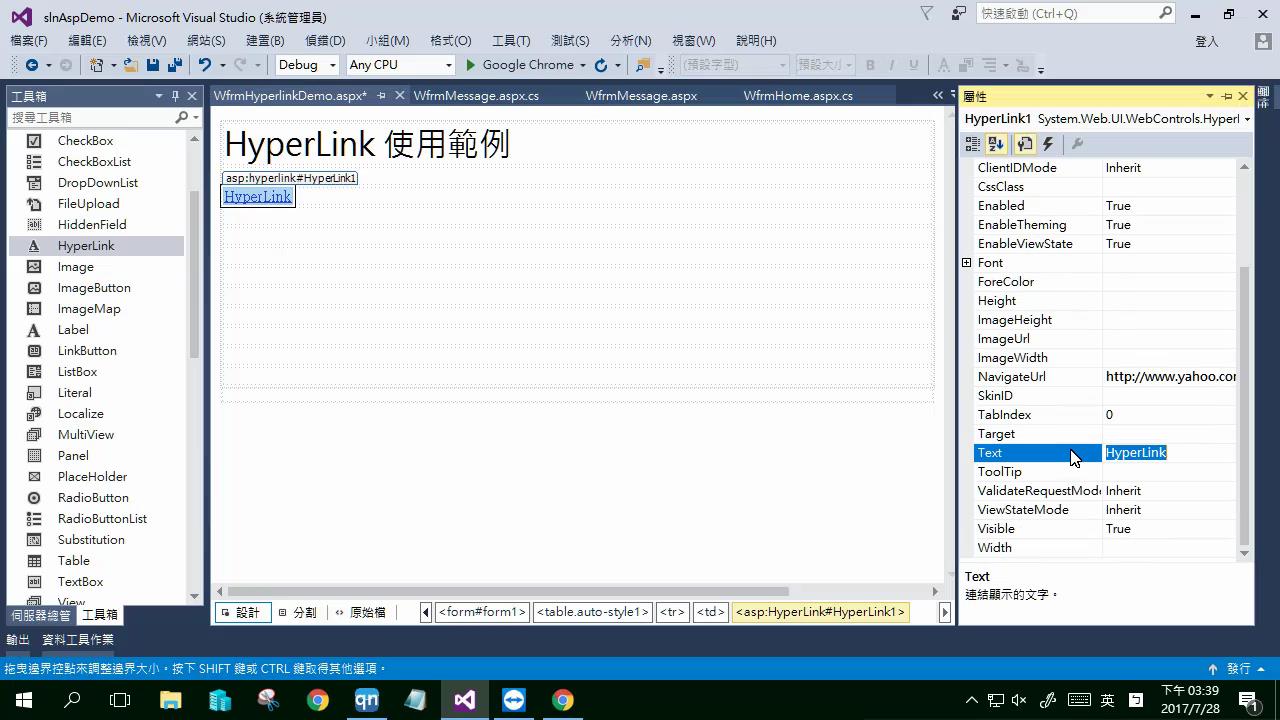 slnAspDemo - Microsoft Visual Studio (系統管理員)
快速啟動 (Ctrl+Q)
檔案(F) 編輯(E) 檢視(V) 網站(S) 建置(B) 偵錯(D) 小組(M) 格式(O) 工具(T) 測試(S) 分析(N) 視窗(W) 說明(H) 登入
Debug Any CPU Google Chrome (預設字型) (預設大小) B I U
工具箱
搜尋工具箱
CheckBox
CheckBoxList
DropDownList
FileUpload
HiddenField
HyperLink
Image
ImageButton
ImageMap
Label
LinkButton
ListBox
Literal
Localize
MultiView
Panel
PlaceHolder
RadioButton
RadioButtonList
Substitution
Table
TextBox
View
伺服器總管 工具箱
WfrmHyperlinkDemo.aspx* WfrmMessage.aspx.cs WfrmMessage.aspx WfrmHome.aspx.cs
HyperLink 使用範例
asp:hyperlink#HyperLink1
HyperLink
設計 分割 原始檔 <form#form1> <table.auto-style1> <tr> <td> <asp:HyperLink#HyperLink1>
屬性
HyperLink1 System.Web.UI.WebControls.Hyperl
ClientIDMode Inherit
CssClass
Enabled True
EnableTheming True
EnableViewState True
Font
ForeColor
Height
ImageHeight
ImageUrl
ImageWidth
NavigateUrl http://www.yahoo.co
SkinID
TabIndex 0
Target
Text HyperLink
ToolTip
ValidateRequestMode Inherit
ViewStateMode Inherit
Visible True
Width
Text
連結顯示的文字。
輸出 資料工具作業
拖曳邊界控點來調整邊界大小。按下 SHIFT 鍵或 CTRL 鍵取得其他選項。 發行
qn
英
下午 03:39
2017/7/28
1